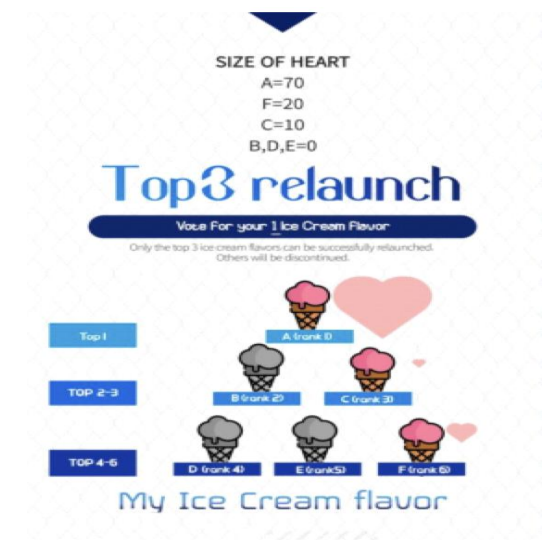 SIZE OF HEART
A=70
F=20
C=10
B,D,E=0
Top3 relaunch
Vote For your 1 Ice Cream Flavor
Only the top 3 ice cream flavors can be successfully relaunched.
Others will be discontinued.
Top 1
A (rank 1)
TOP 2-3
B (rank 2)
C (rank 3)
TOP 4-6
D (rank 4)
E (rank5)
F (rank 6)
My Ice Cream flavor